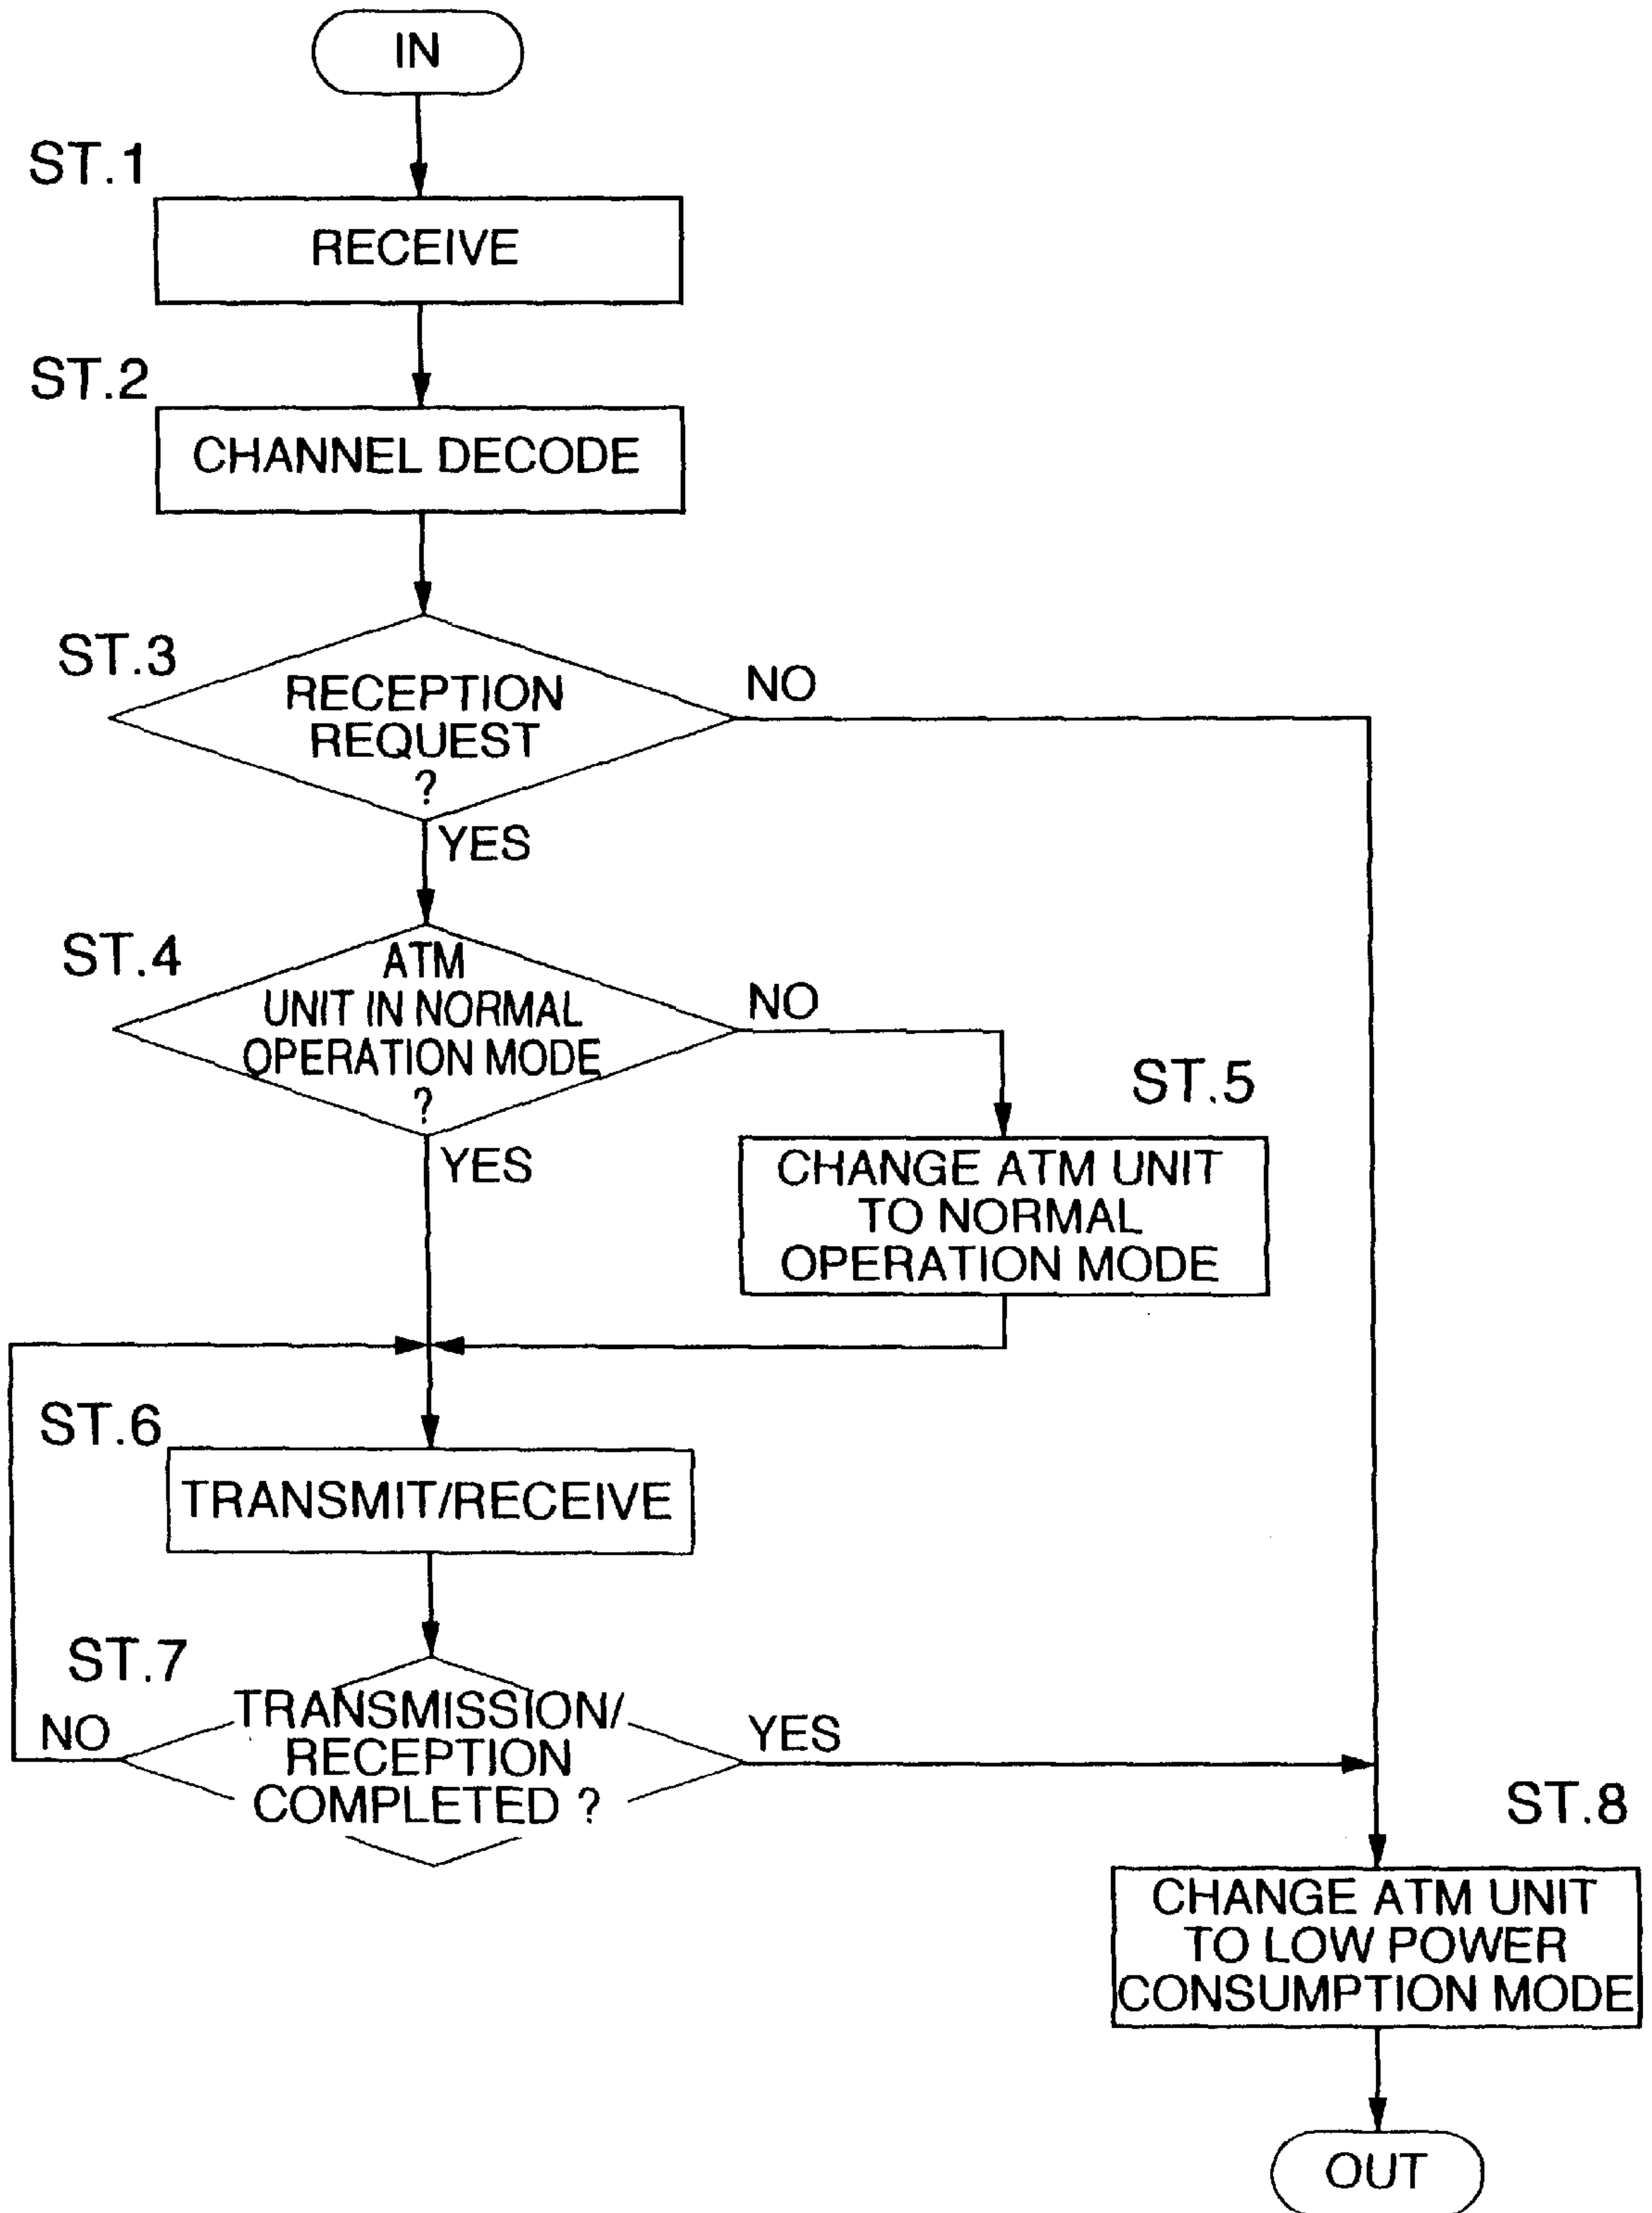 IN
ST.1
RECEIVE
ST.2
CHANNEL DECODE
ST.3
RECEPTION
REQUEST
?
NO
YES
ST.4
ATM
UNIT IN NORMAL
OPERATION MODE
?
NO
YES
ST.5
CHANGE ATM UNIT
TO NORMAL
OPERATION MODE
ST.6
TRANSMIT/RECEIVE
ST.7
TRANSMISSION/
RECEPTION
COMPLETED ?
NO
YES
ST.8
CHANGE ATM UNIT
TO LOW POWER
CONSUMPTION MODE
OUT